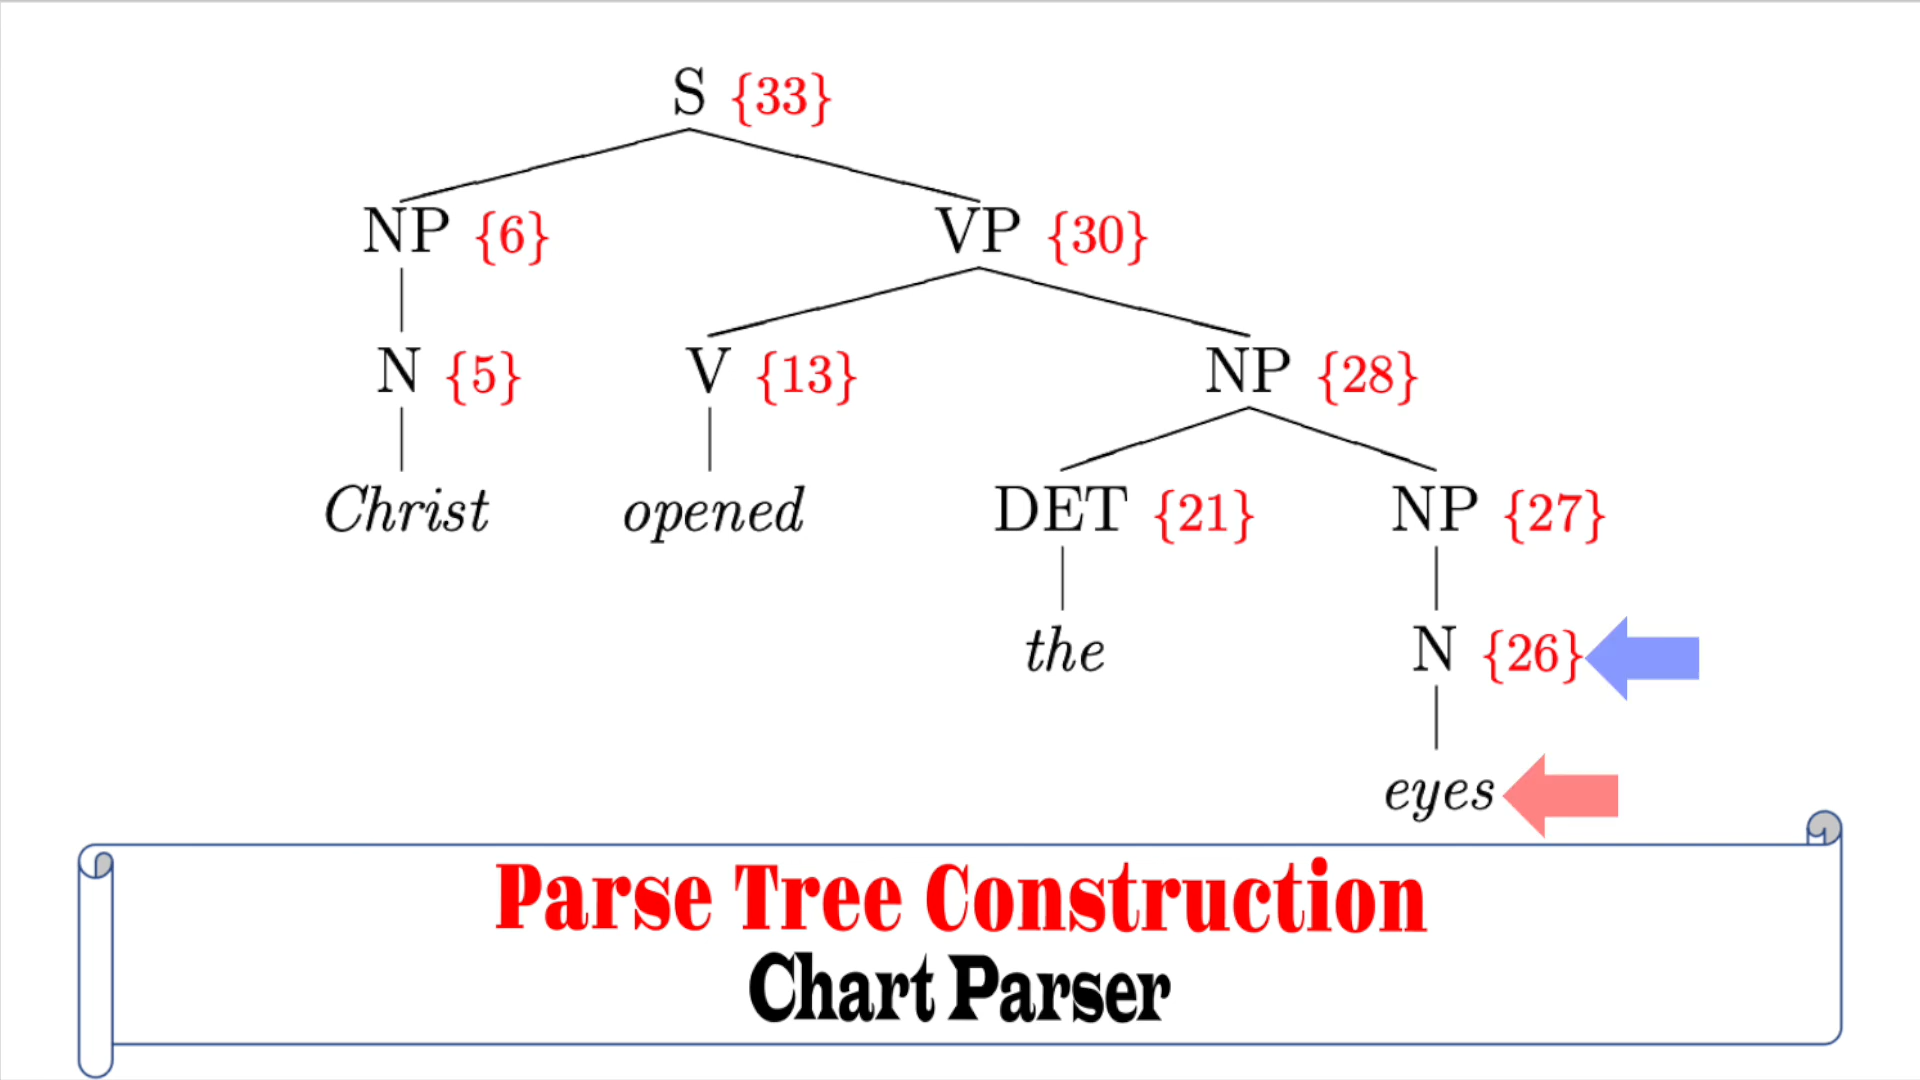 S {33}
NP {6} VP {30}
N {5} V {13} NP {28}
Christ opened DET {21} NP {27}
the N {26}
eyes
Parse Tree Construction
Chart Parser